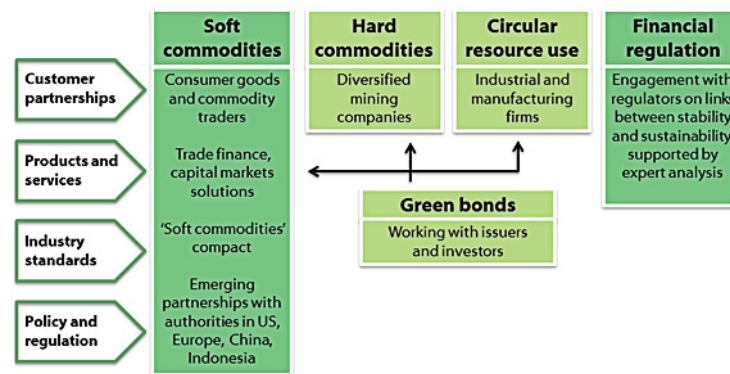 Customer
partnerships
Products and
services
Industry
standards
Policy and
regulation
Soft
commodities
Consumer goods
and commodity
traders
Trade finance,
capital markets
solutions
'Soft commodities'
compact
Emerging
partnerships with
authorities in US,
Europe, China,
Indonesia
Hard
commodities
Diversified
mining
companies
Circular
resource use
Industrial and
manufacturing
firms
Green bonds
Working with issuers
and investors
Financial
regulation
Engagement with
regulators on links
between stability
and sustainability,
supported by
expert analysis